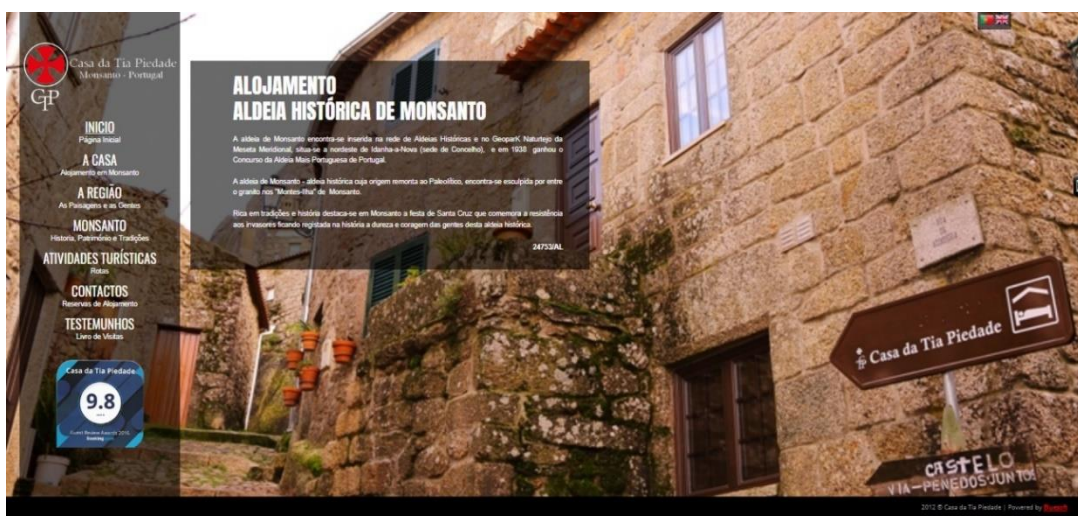 Casa da Tia Piedade
Monsanto - Portugal
INICIO
Página Inicial
A CASA
Alojamento em Monsanto
A REGIÃO
As Paisagens e as Gentes
MONSANTO
Historia, Património e Tradições
ATIVIDADES TURÍSTICAS
Rotas
CONTACTOS
Reservas de Alojamento
TESTEMUNHOS
Livro de Visitas
Casa da Tia Piedade
9.8
Guest Review Awards 2016
Booking.com
ALOJAMENTO
ALDEIA HISTÓRICA DE MONSANTO
A aldeia de Monsanto encontra-se inserida na rede de Aldeias Históricas e no GeoparK Naturtejo da
Meseta Meridional, situa-se a nordeste de Idanha-a-Nova (sede de Concelho), e em 1938 ganhou o
Concurso da Aldeia Mais Portuguesa de Portugal.
A aldeia de Monsanto - aldeia histórica cuja origem remonta ao Paleolítico, encontra-se esculpida por entre
o granito nos "Montes-Ilha" de Monsanto.
Rica em tradições e história destaca-se em Monsanto a festa de Santa Cruz que comemora a resistência
aos invasores ficando registada na história a dureza e coragem das gentes desta aldeia histórica.
24753/AL
Casa da Tia Piedade
CASTELO
VIA-PENEDOS JUNTOS
2012 © Casa da Tia Piedade | Powered by